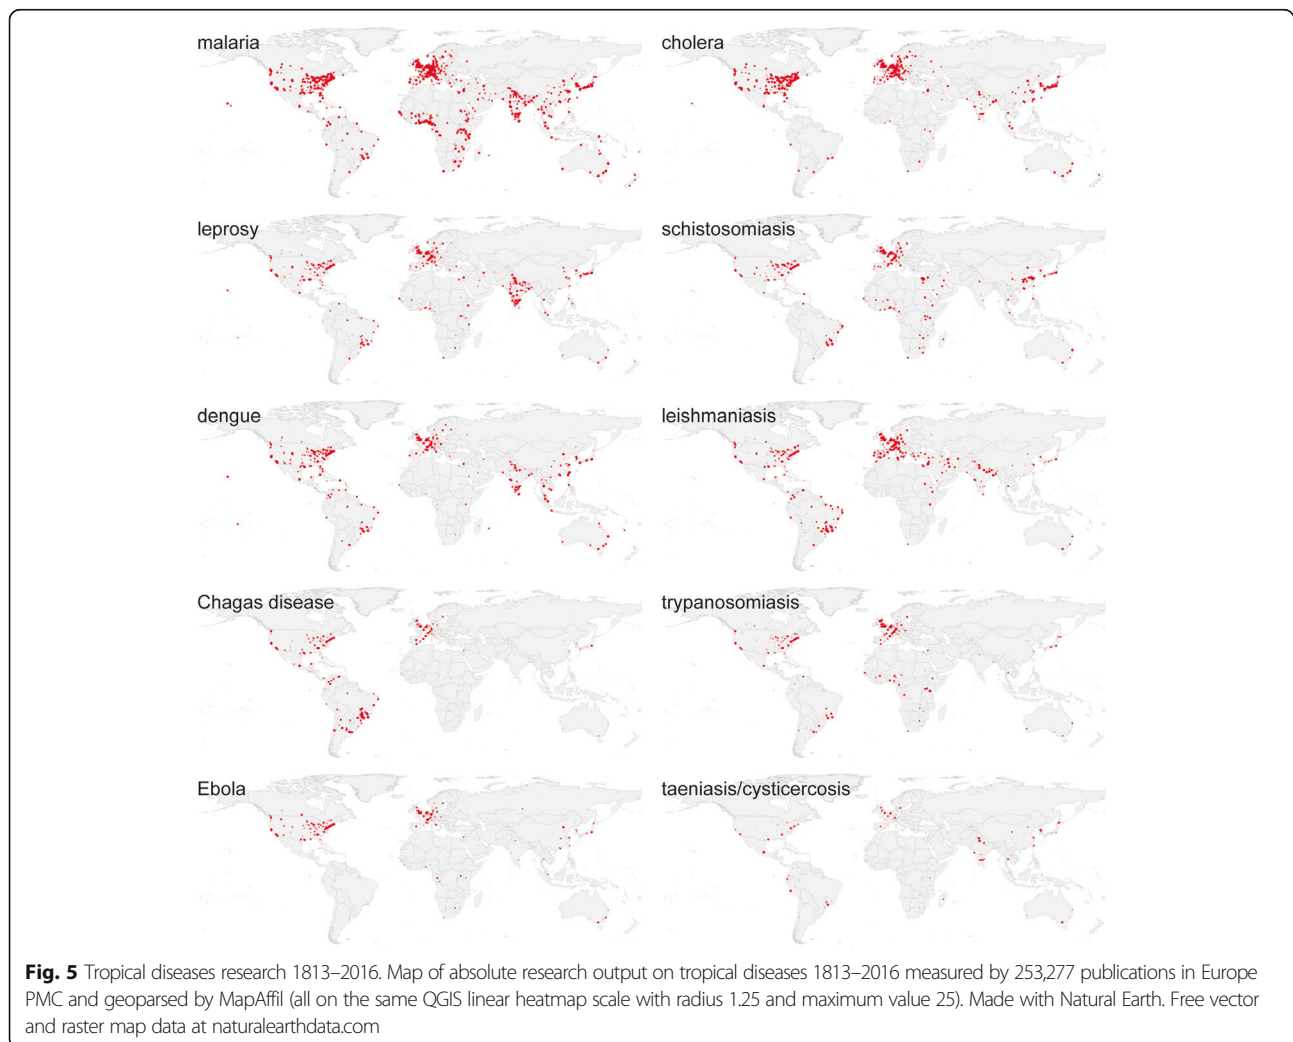 malaria
cholera
leprosy
schistosomiasis
dengue
leishmaniasis
Chagas disease
trypanosomiasis
Ebola
taeniasis/cysticercosis
Fig. 5 Tropical diseases research 1813–2016. Map of absolute research output on tropical diseases 1813–2016 measured by 253,277 publications in Europe
PMC and geoparsed by MapAffil (all on the same QGIS linear heatmap scale with radius 1.25 and maximum value 25). Made with Natural Earth. Free vector
and raster map data at naturalearthdata.com